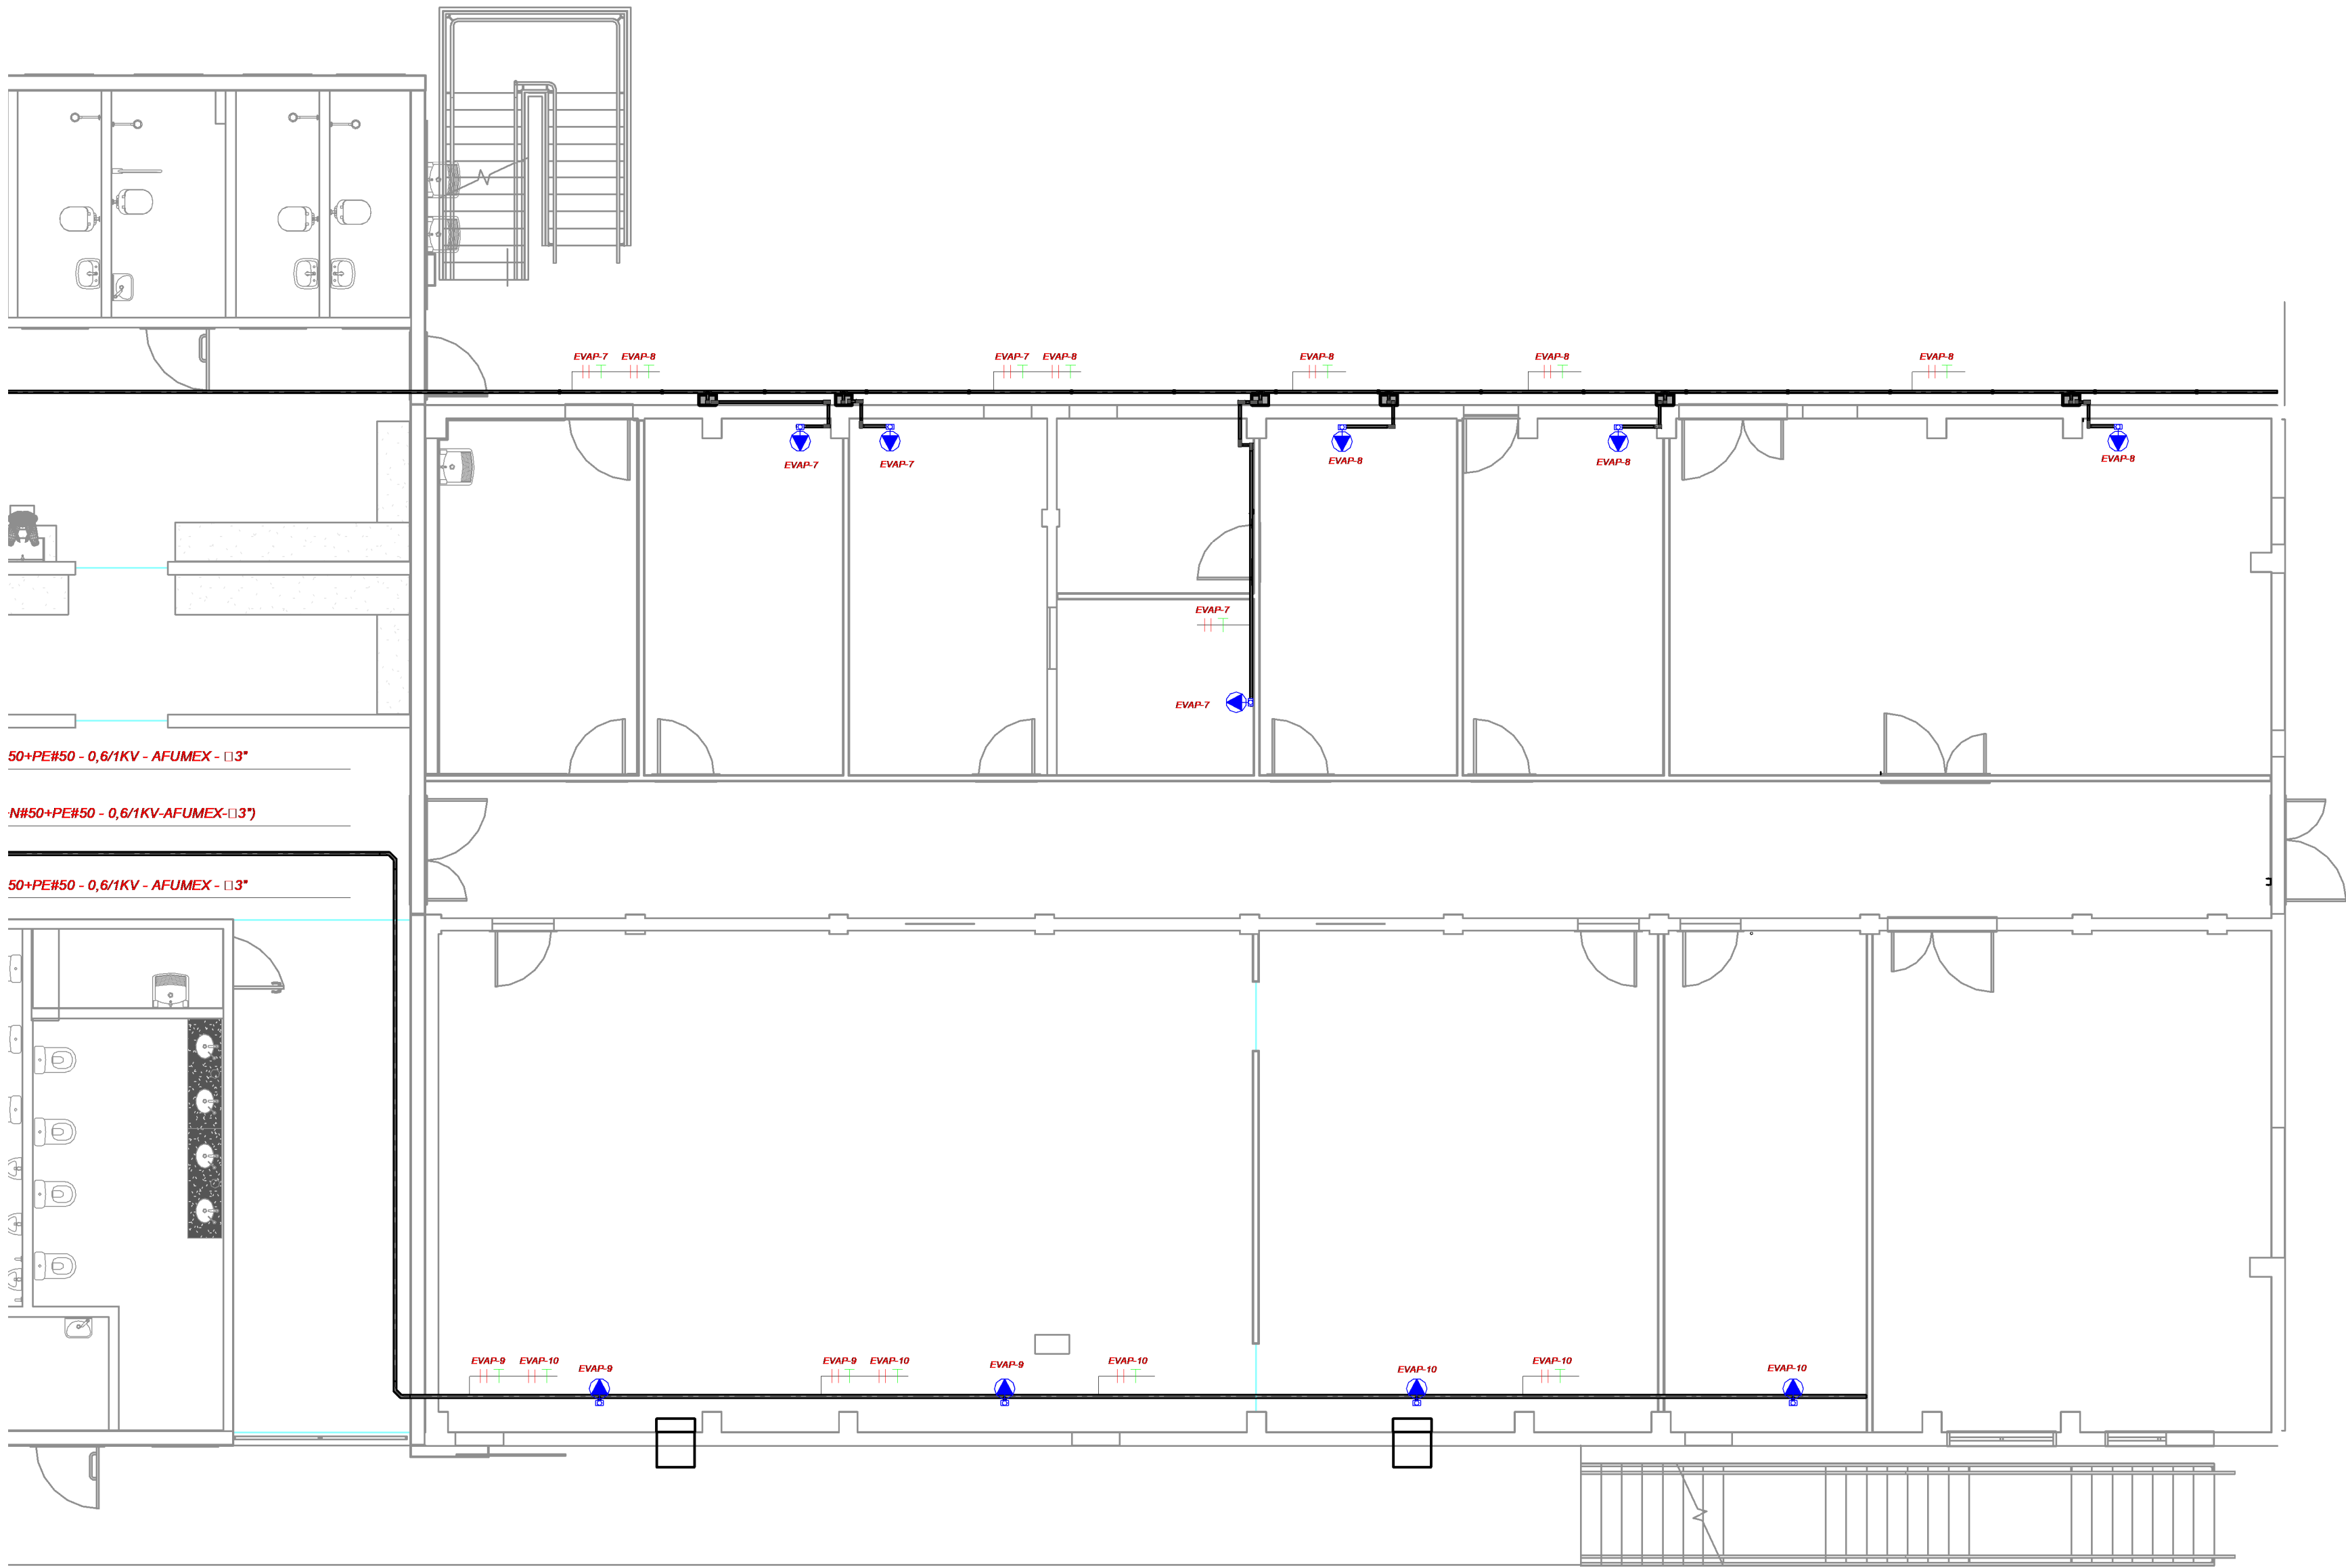 EVAP-7 EVAP-8
EVAP-7 EVAP-8
EVAP-8
EVAP-8
EVAP-8
EVAP-7
EVAP-7
EVAP-8
EVAP-8
EVAP-8
EVAP-7
EVAP-7
50+PE#50 - 0,6/1KV - AFUMEX - □3"
N#50+PE#50 - 0,6/1KV-AFUMEX-□3")
50+PE#50 - 0,6/1KV - AFUMEX - □3"
EVAP-9 EVAP-10
EVAP-9
EVAP-9 EVAP-10
EVAP-9
EVAP-10
EVAP-10
EVAP-10
EVAP-10